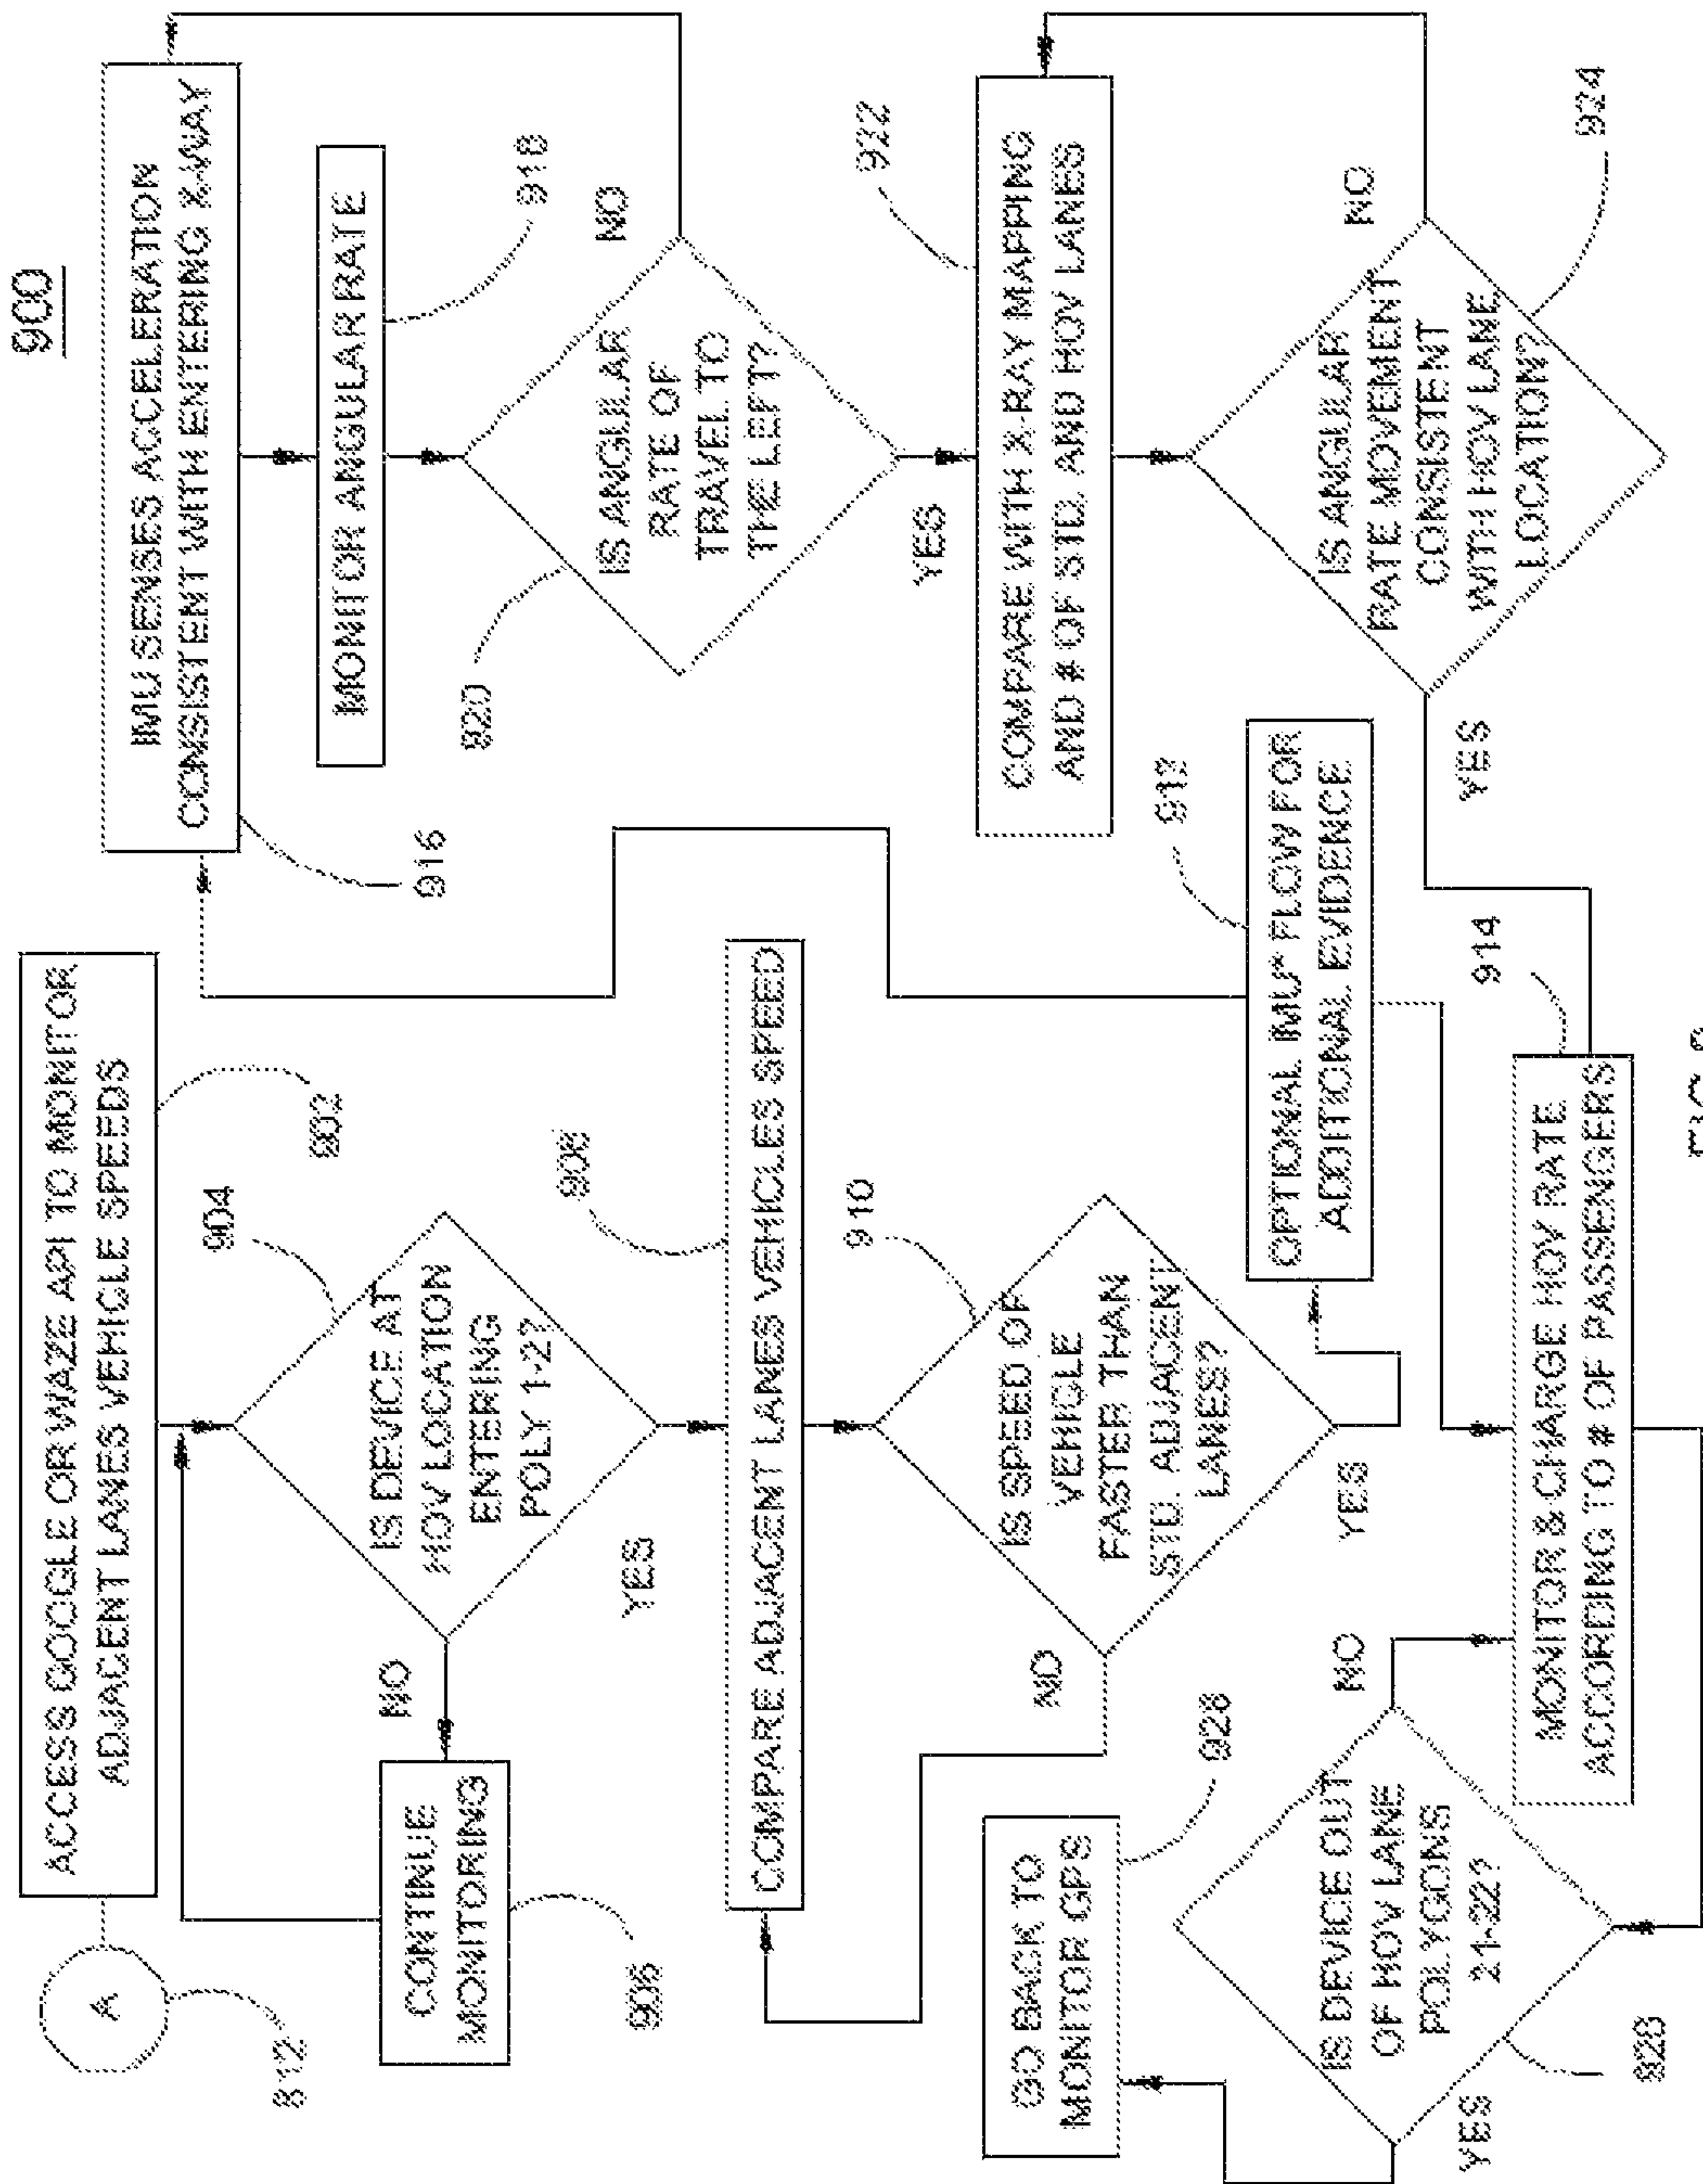 900
A
812
ACCESS GOOGLE OR WAZE API TO MONITOR
ADJACENT LANES VEHICLE SPEEDS
902
IS DEVICE AT
HOV LOCATION
ENTERING
POLY 1-2?
904
NO
YES
CONTINUE
MONITORING
906
COMPARE ADJACENT LANES VEHICLES SPEED
908
IS SPEED OF
VEHICLE
FASTER THAN
STD. ADJACENT
LANES?
910
NO
YES
OPTIONAL IMU* FLOW FOR
ADDITIONAL EVIDENCE
912
MONITOR & CHARGE HOV RATE
ACCORDING TO # OF PASSENGERS
914
IS DEVICE OUT
OF HOV LANE
POLYGONS
21-22?
NO
YES
GO BACK TO
MONITOR GPS
928
IMU SENSES ACCELERATION
CONSISTENT WITH ENTERING X-WAY
916
MONITOR ANGULAR RATE
918
IS ANGULAR
RATE OF
TRAVEL TO
THE LEFT?
920
NO
YES
COMPARE WITH X-RAY MAPPING
AND # OF STD. AND HOV LANES
922
IS ANGULAR
RATE MOVEMENT
CONSISTENT
WITH HOV LANE
LOCATION?
924
NO
YES